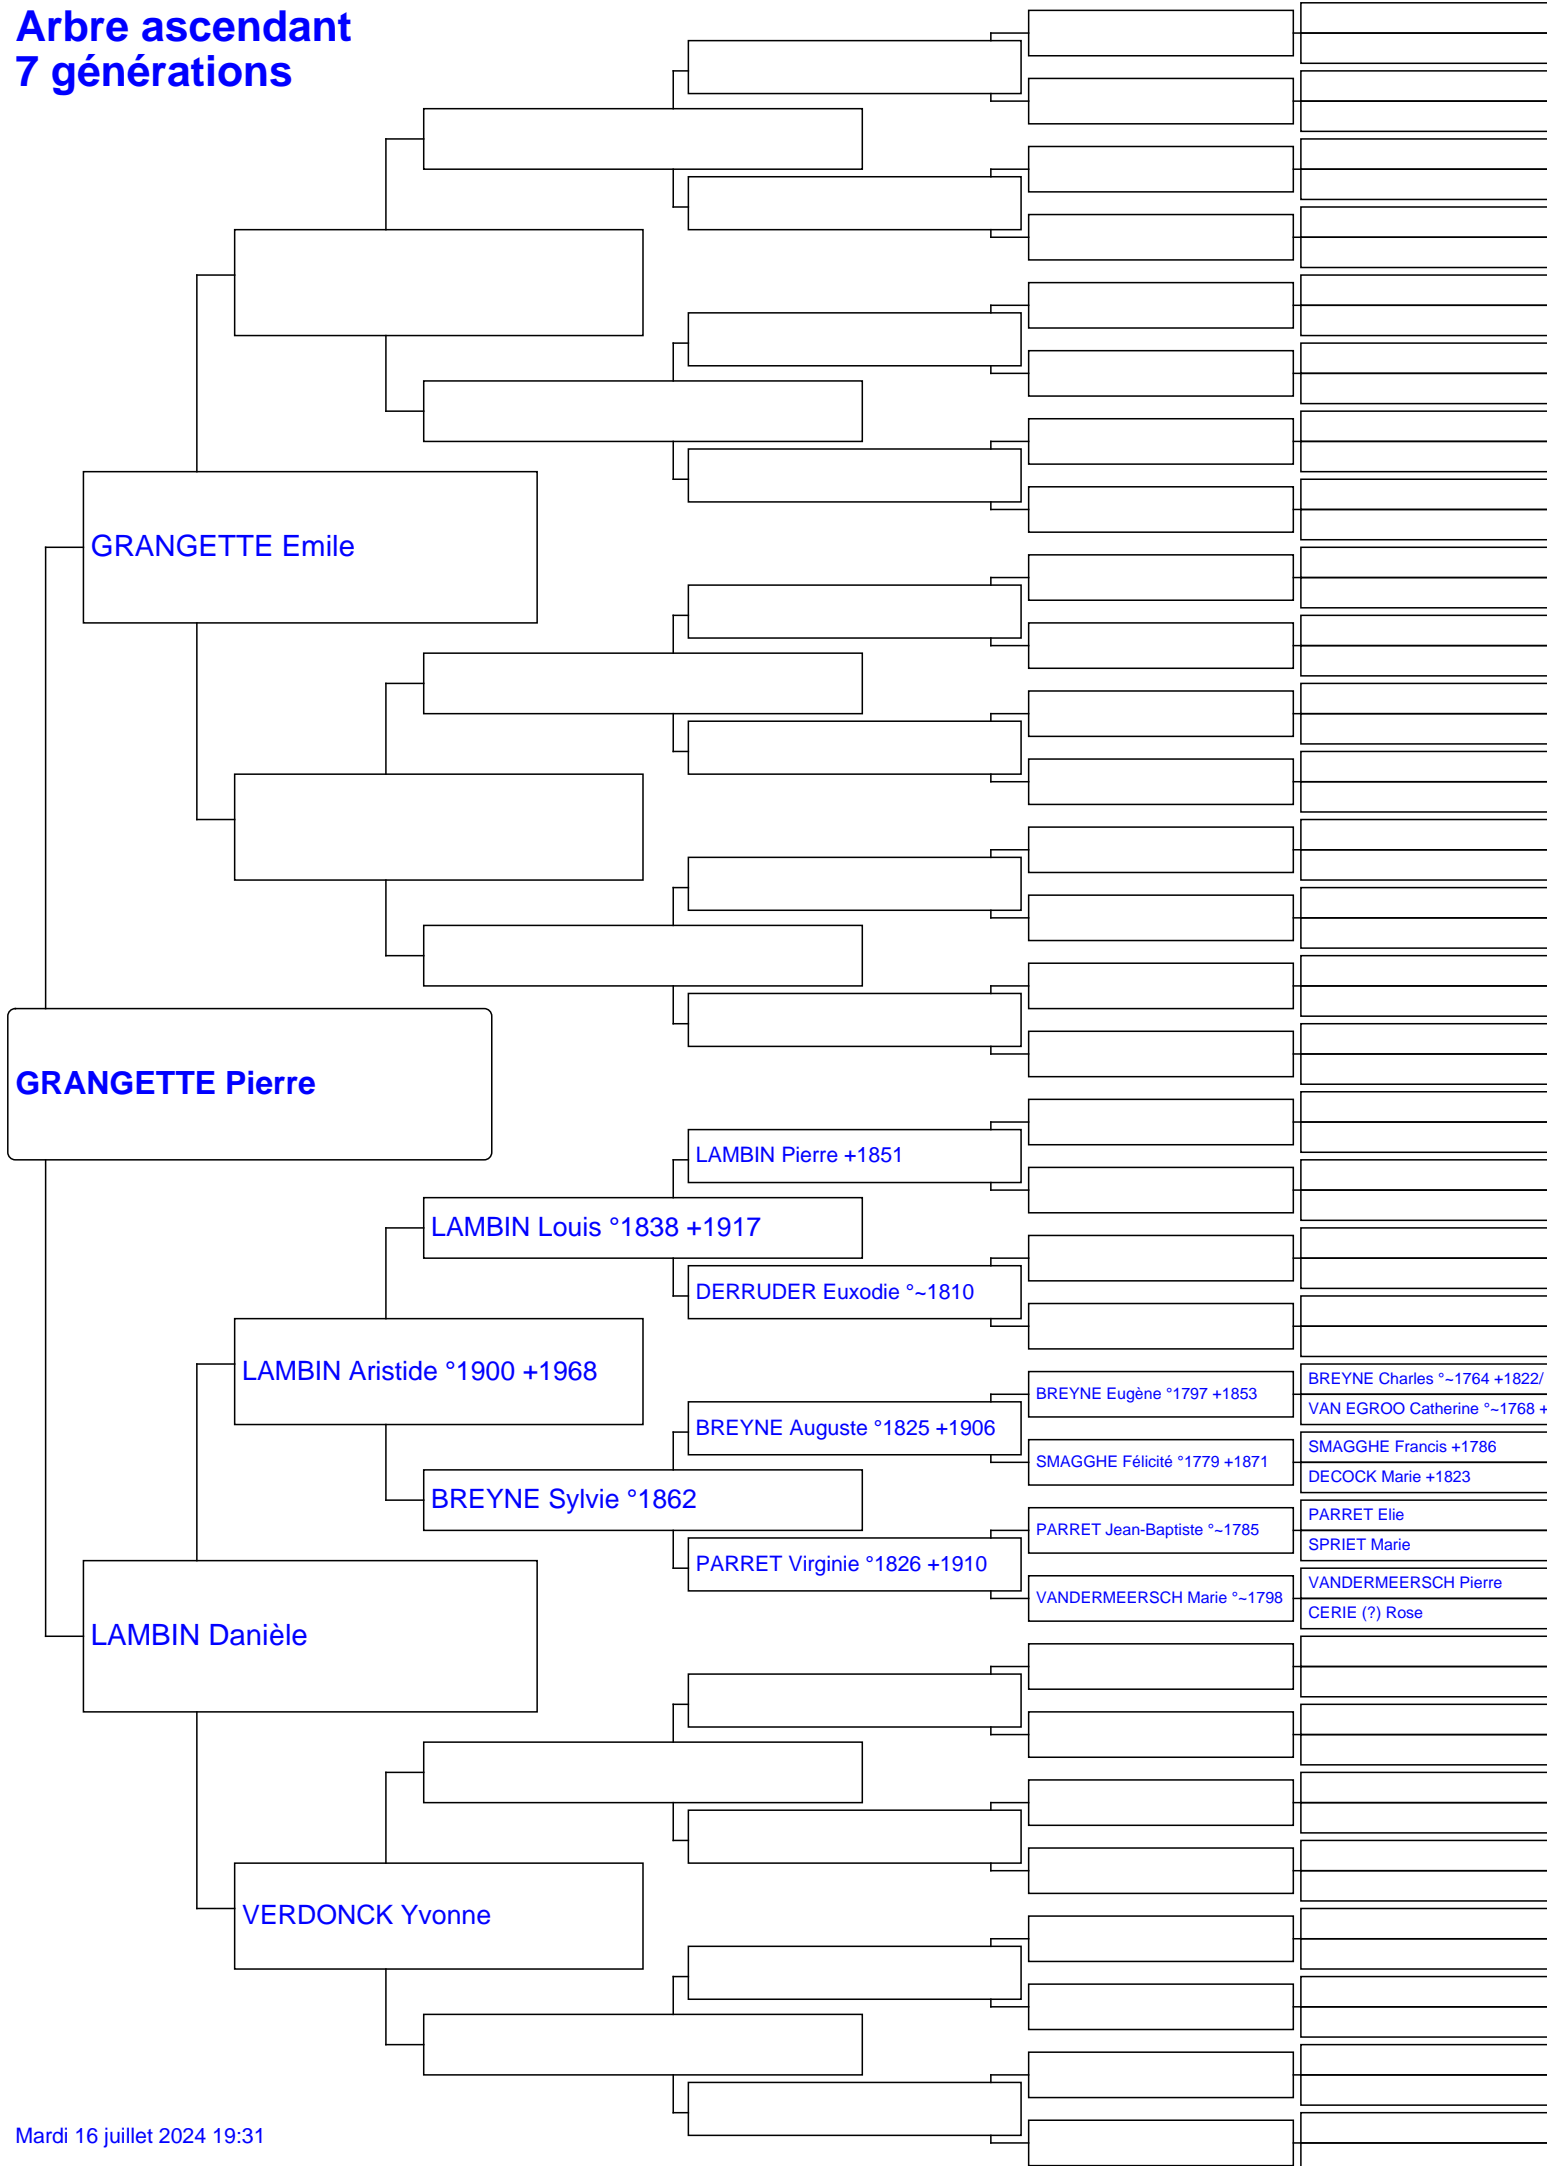 Arbre ascendant
7 générations
GRANGETTE Emile
GRANGETTE Pierre
LAMBIN Pierre +1851
LAMBIN Louis °1838 +1917
DERRUDER Euxodie °~1810
LAMBIN Aristide °1900 +1968
BREYNE Charles °~1764 +1822/
BREYNE Eugène °1797 +1853
VAN EGROO Catherine °~1768 +
BREYNE Auguste °1825 +1906
SMAGGHE Francis +1786
SMAGGHE Félicité °1779 +1871
DECOCK Marie +1823
BREYNE Sylvie °1862
PARRET Elie
PARRET Jean-Baptiste °~1785
SPRIET Marie
PARRET Virginie °1826 +1910
VANDERMEERSCH Pierre
VANDERMEERSCH Marie °~1798
CERIE (?) Rose
LAMBIN Danièle
VERDONCK Yvonne
Mardi 16 juillet 2024 19:31